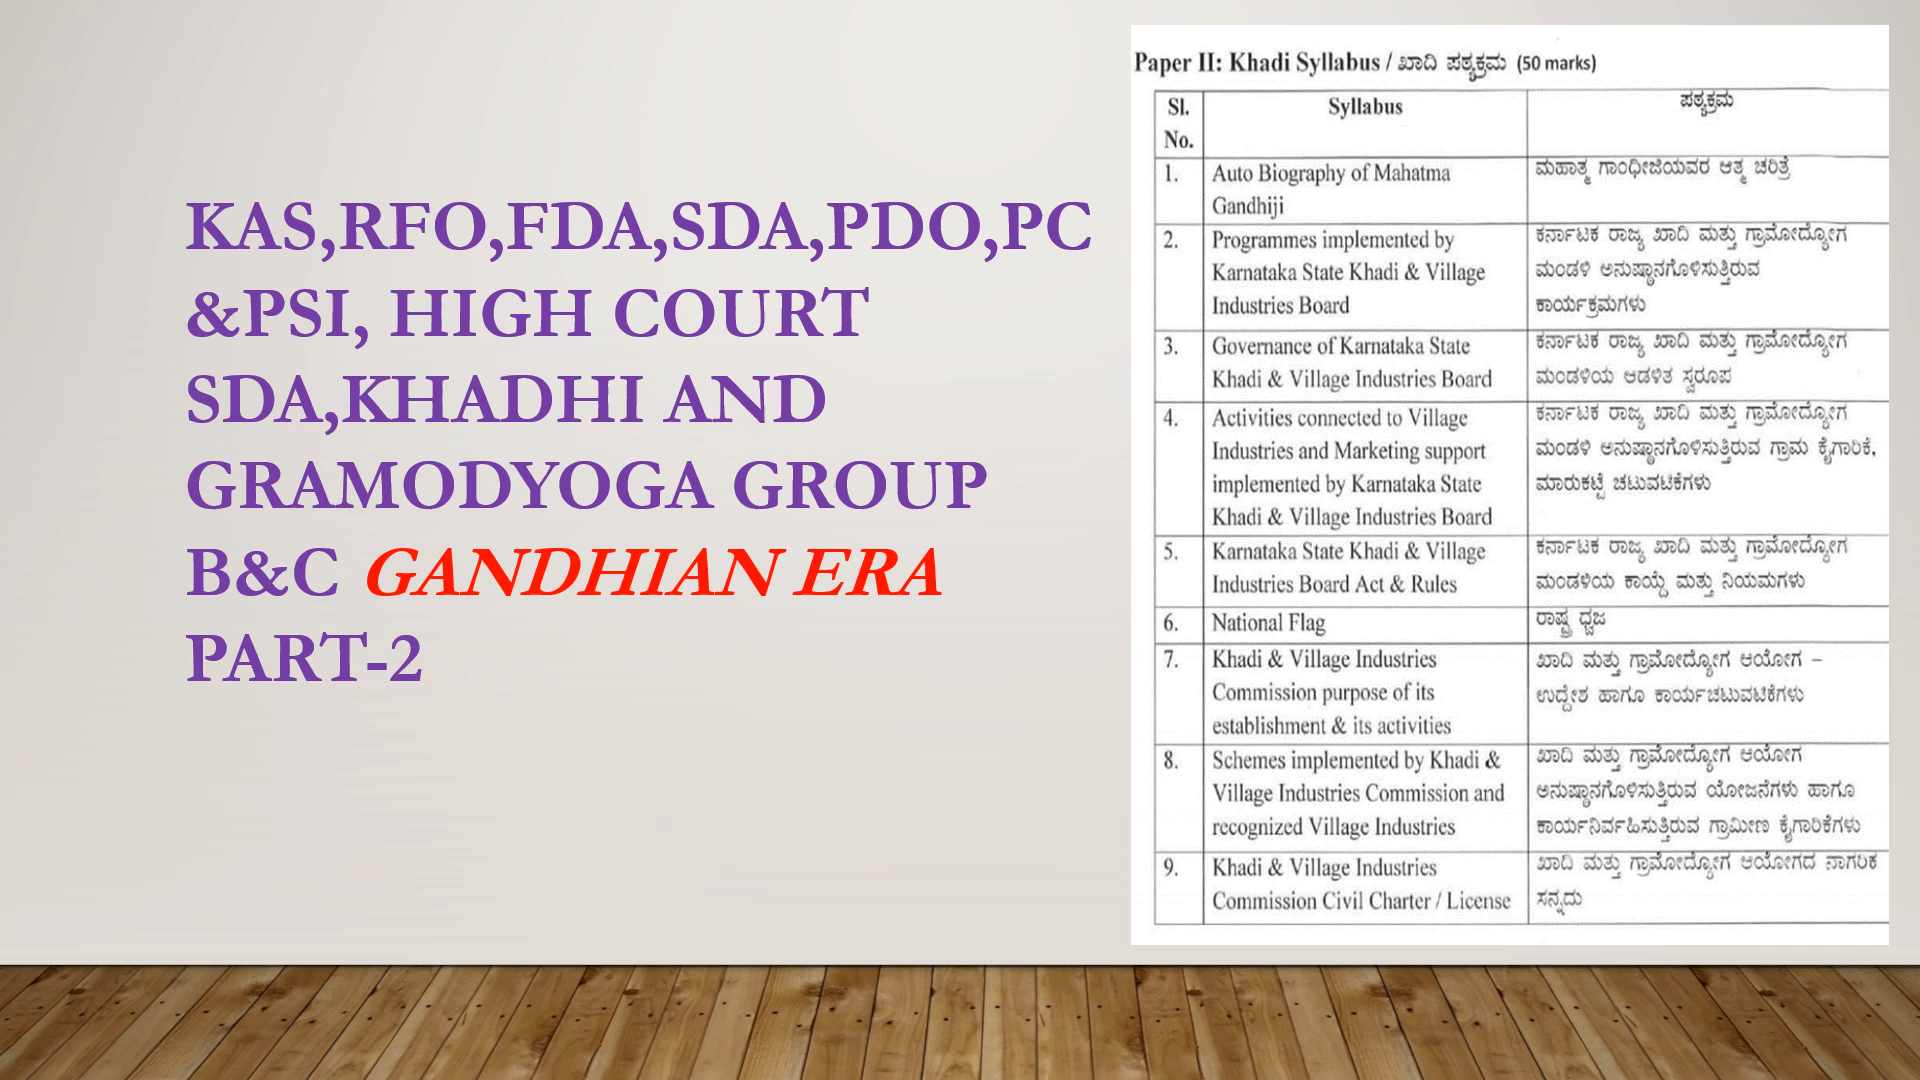 KAS,RFO,FDA,SDA,PDO,PC
&PSI, HIGH COURT
SDA,KHADHI AND
GRAMODYOGA GROUP
B&C GANDHIAN ERA
PART-2
Paper II: Khadi Syllabus / ಖಾದಿ ಪಠ್ಯಕ್ರಮ (50 marks)
Sl. No.
Syllabus
ಪಠ್ಯಕ್ರಮ
1.
Auto Biography of Mahatma
Gandhiji
ಮಹಾತ್ಮ ಗಾಂಧೀಜಿಯವರ ಆತ್ಮ ಚರಿತ್ರೆ
2.
Programmes implemented by
Karnataka State Khadi & Village
Industries Board
ಕರ್ನಾಟಕ ರಾಜ್ಯ ಖಾದಿ ಮತ್ತು ಗ್ರಾಮೋದ್ಯೋಗ
ಮಂಡಳಿ ಅನುಷ್ಠಾನಗೊಳಿಸುತ್ತಿರುವ
ಕಾರ್ಯಕ್ರಮಗಳು
3.
Governance of Karnataka State
Khadi & Village Industries Board
ಕರ್ನಾಟಕ ರಾಜ್ಯ ಖಾದಿ ಮತ್ತು ಗ್ರಾಮೋದ್ಯೋಗ
ಮಂಡಳಿಯ ಆಡಳಿತ ಸ್ವರೂಪ
4.
Activities connected to Village
Industries and Marketing support
implemented by Karnataka State
Khadi & Village Industries Board
ಕರ್ನಾಟಕ ರಾಜ್ಯ ಖಾದಿ ಮತ್ತು ಗ್ರಾಮೋದ್ಯೋಗ
ಮಂಡಳಿ ಅನುಷ್ಠಾನಗೊಳಿಸುತ್ತಿರುವ ಗ್ರಾಮ ಕೈಗಾರಿಕೆ,
ಮಾರುಕಟ್ಟೆ ಚಟುವಟಿಕೆಗಳು
5.
Karnataka State Khadi & Village
Industries Board Act & Rules
ಕರ್ನಾಟಕ ರಾಜ್ಯ ಖಾದಿ ಮತ್ತು ಗ್ರಾಮೋದ್ಯೋಗ
ಮಂಡಳಿಯ ಕಾಯ್ದೆ ಮತ್ತು ನಿಯಮಗಳು
6.
National Flag
ರಾಷ್ಟ್ರ ಧ್ವಜ
7.
Khadi & Village Industries
Commission purpose of its
establishment & its activities
ಖಾದಿ ಮತ್ತು ಗ್ರಾಮೋದ್ಯೋಗ ಆಯೋಗ –
ಉದ್ದೇಶ ಹಾಗೂ ಕಾರ್ಯಚಟುವಟಿಕೆಗಳು
8.
Schemes implemented by Khadi &
Village Industries Commission and
recognized Village Industries
ಖಾದಿ ಮತ್ತು ಗ್ರಾಮೋದ್ಯೋಗ ಆಯೋಗ
ಅನುಷ್ಠಾನಗೊಳಿಸುತ್ತಿರುವ ಯೋಜನೆಗಳು ಹಾಗೂ
ಕಾರ್ಯನಿರ್ವಹಿಸುತ್ತಿರುವ ಗ್ರಾಮೀಣ ಕೈಗಾರಿಕೆಗಳು
9.
Khadi & Village Industries
Commission Civil Charter / License
ಖಾದಿ ಮತ್ತು ಗ್ರಾಮೋದ್ಯೋಗ ಆಯೋಗದ ನಾಗರಿಕ
ಸನ್ನದು